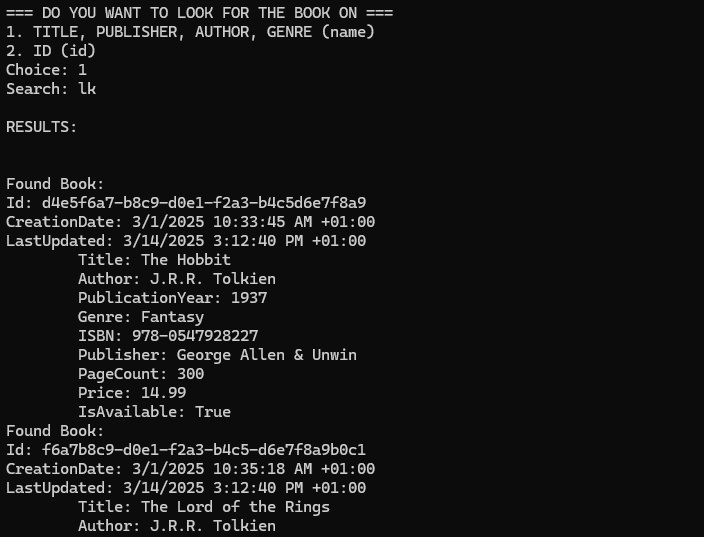 === DO YOU WANT TO LOOK FOR THE BOOK ON ===
1. TITLE, PUBLISHER, AUTHOR, GENRE (name)
2. ID (id)
Choice: 1
Search: lk
RESULTS:
Found Book:
Id: d4e5f6a7-b8c9-d0e1-f2a3-b4c5d6e7f8a9
CreationDate: 3/1/2025 10:33:45 AM +01:00
LastUpdated: 3/14/2025 3:12:40 PM +01:00
Title: The Hobbit
Author: J.R.R. Tolkien
PublicationYear: 1937
Genre: Fantasy
ISBN: 978-0547928227
Publisher: George Allen & Unwin
PageCount: 300
Price: 14.99
IsAvailable: True
Found Book:
Id: f6a7b8c9-d0e1-f2a3-b4c5-d6e7f8a9b0c1
CreationDate: 3/1/2025 10:35:18 AM +01:00
LastUpdated: 3/14/2025 3:12:40 PM +01:00
Title: The Lord of the Rings
Author: J.R.R. Tolkien